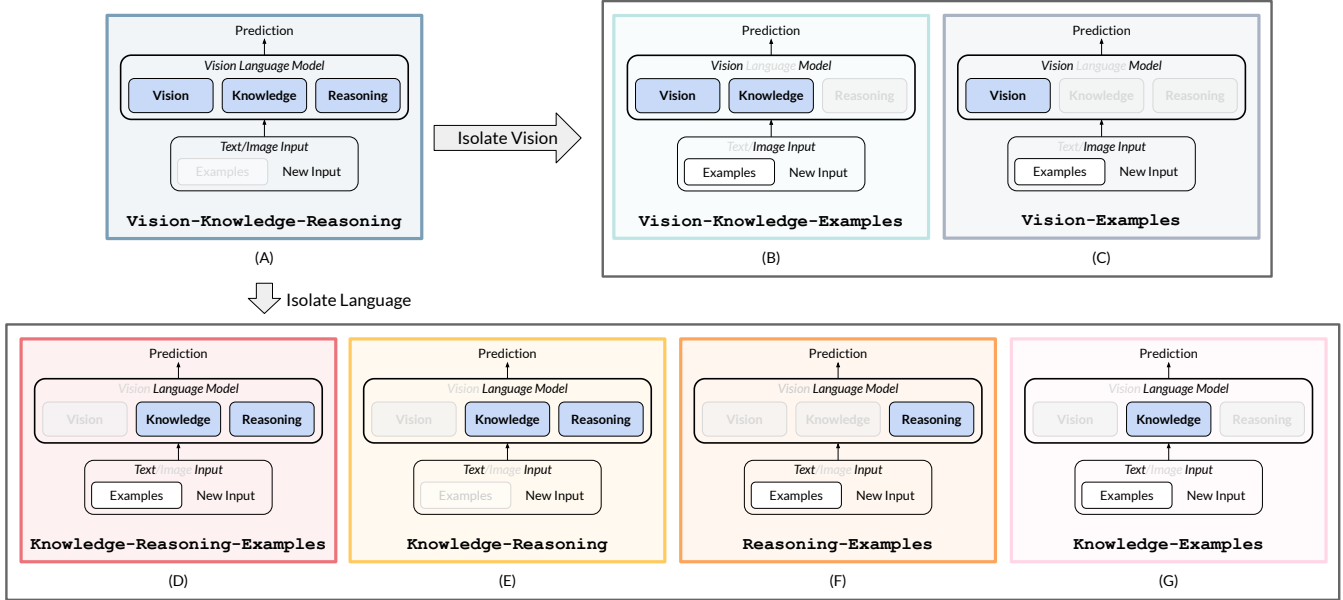 Prediction
Vision Language Model
Vision Knowledge Reasoning
Text/Image Input
Examples New Input
Vision-Knowledge-Reasoning
(A)
Isolate Vision
Prediction
Vision Language Model
Vision Knowledge Reasoning
Text/Image Input
Examples New Input
Vision-Knowledge-Examples
(B)
Prediction
Vision Language Model
Vision Knowledge Reasoning
Text/Image Input
Examples New Input
Vision-Examples
(C)
Isolate Language
Prediction
Vision Language Model
Vision Knowledge Reasoning
Text/Image Input
Examples New Input
Knowledge-Reasoning-Examples
(D)
Prediction
Vision Language Model
Vision Knowledge Reasoning
Text/Image Input
Examples New Input
Knowledge-Reasoning
(E)
Prediction
Vision Language Model
Vision Knowledge Reasoning
Text/Image Input
Examples New Input
Reasoning-Examples
(F)
Prediction
Vision Language Model
Vision Knowledge Reasoning
Text/Image Input
Examples New Input
Knowledge-Examples
(G)